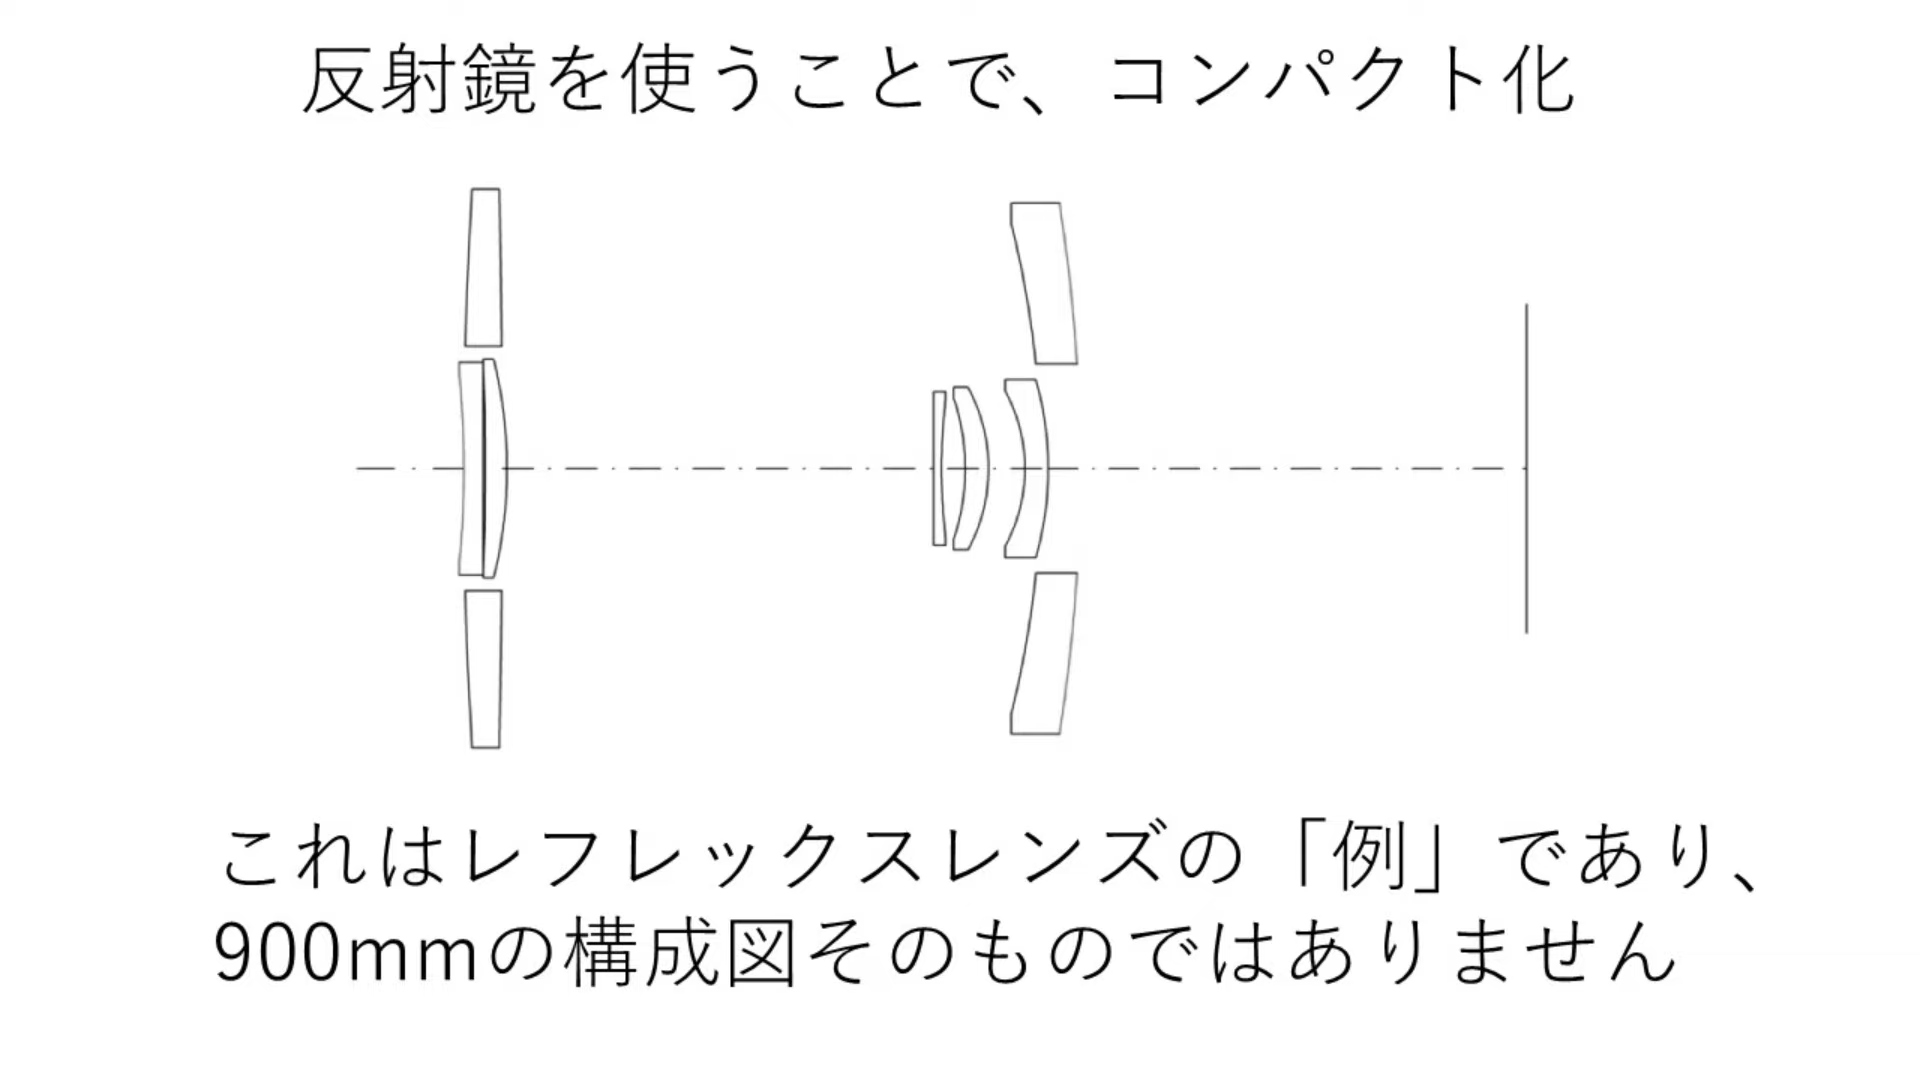 反射鏡を使うことで、コンパクト化
これはレフレックスレンズの「例」であり、
900mmの構成図そのものではありません